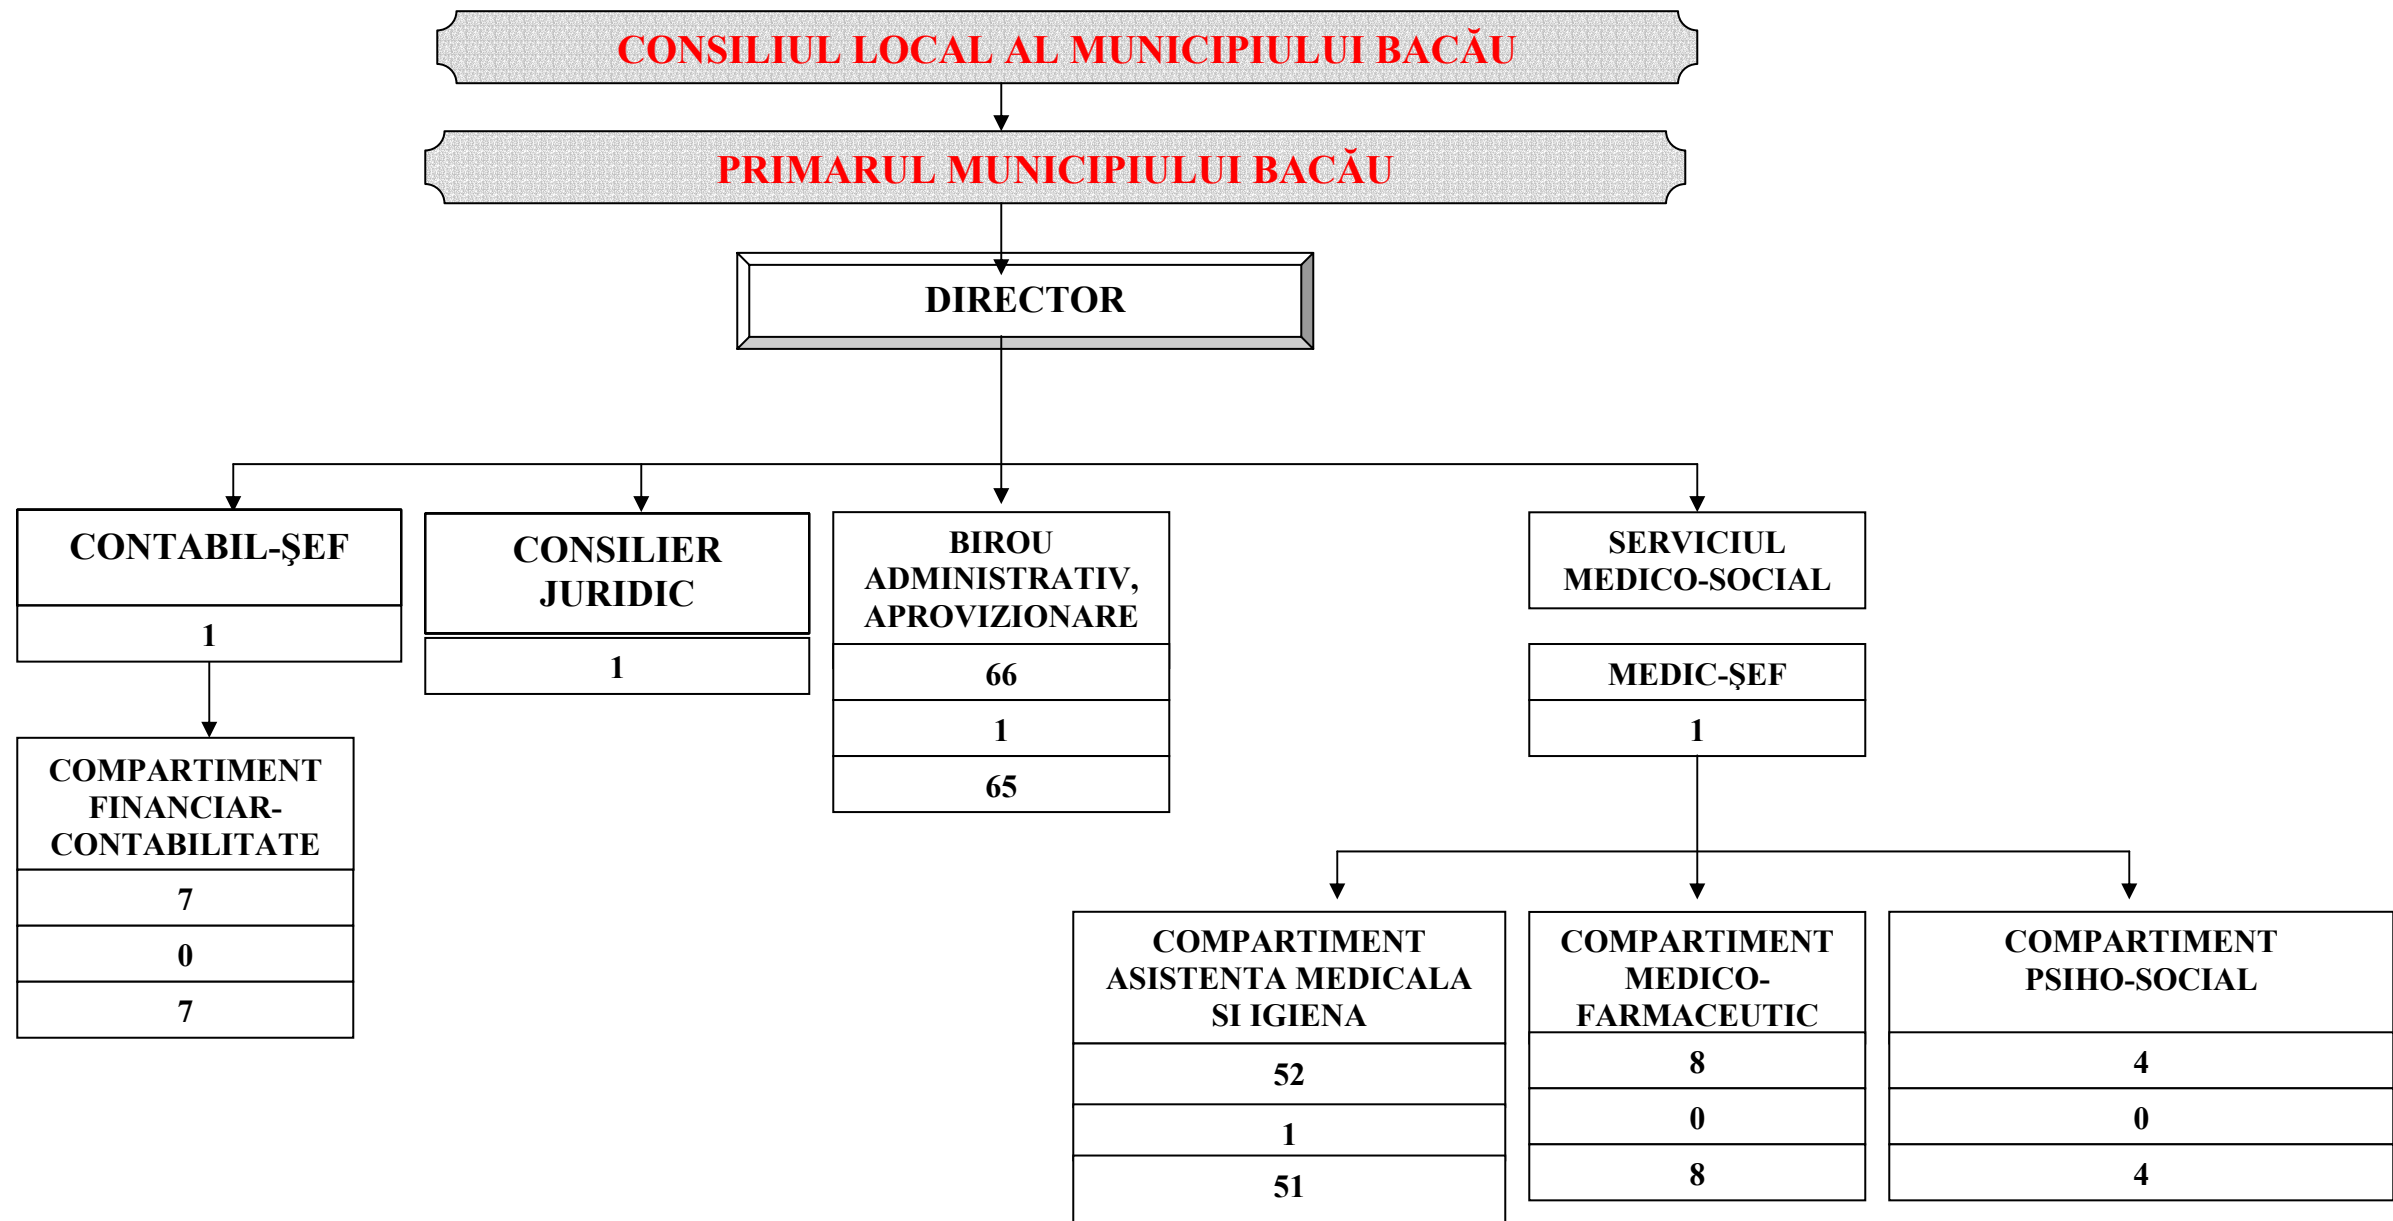 CONSILIUL LOCAL AL MUNICIPIULUI BACĂU
PRIMARUL MUNICIPIULUI BACĂU
DIRECTOR
CONTABIL-ŞEF
1
CONSILIER
JURIDIC
1
BIROU
ADMINISTRATIV,
APROVIZIONARE
66
1
65
SERVICIUL
MEDICO-SOCIAL
MEDIC-ŞEF
1
COMPARTIMENT
FINANCIAR-
CONTABILITATE
7
0
7
COMPARTIMENT
ASISTENTA MEDICALA
SI IGIENA
52
1
51
COMPARTIMENT
MEDICO-
FARMACEUTIC
8
0
8
COMPARTIMENT
PSIHO-SOCIAL
4
0
4